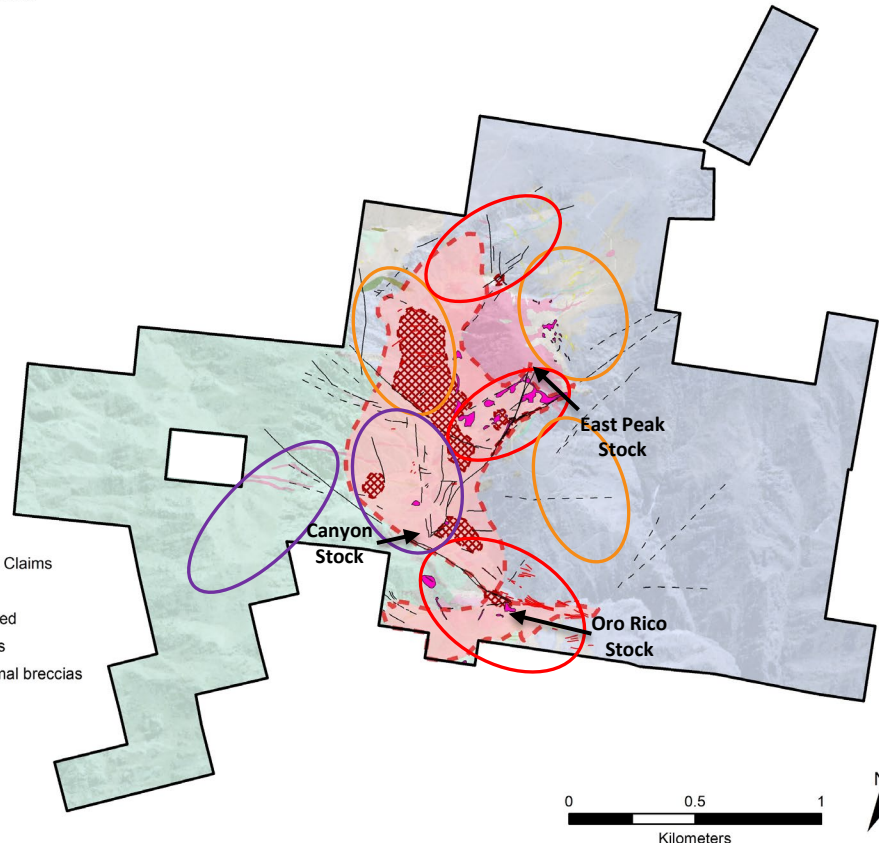 East Peak
Stock
Canyon
Stock
Claims
ed
s
nal breccias
Oro Rico
Stock
N
0 0.5 1
Kilometers